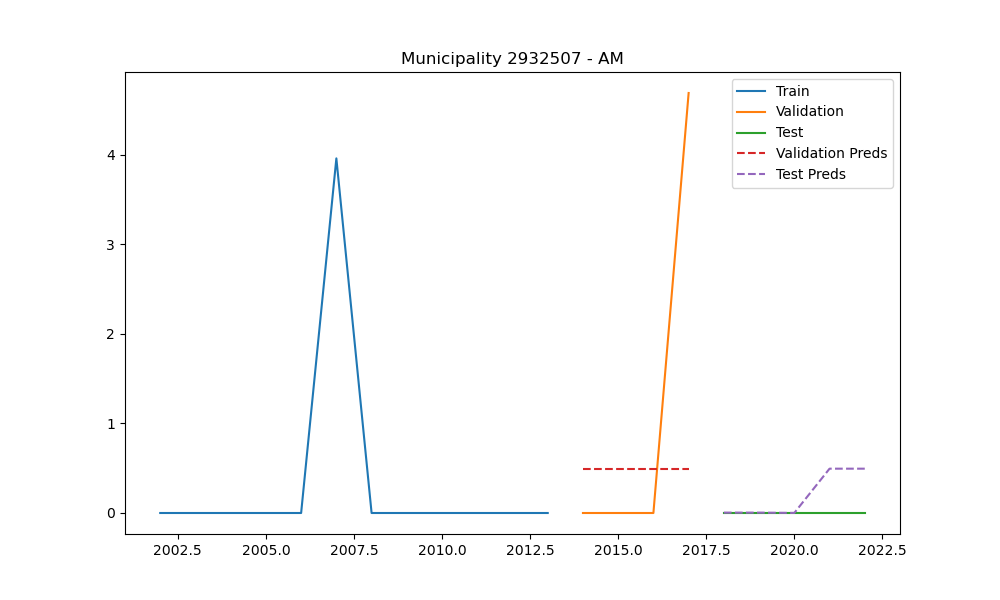 Municipality 2932507 - AM
Train
Validation
Test
Validation Preds
Test Preds
4
3
2
1
0
2002.5 2005.0 2007.5 2010.0 2012.5 2015.0 2017.5 2020.0 2022.5